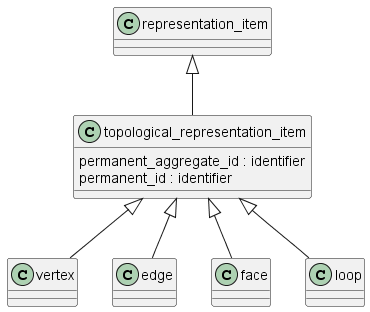 C representation_item
C topological_representation_item
permanent_aggregate_id : identifier
permanent_id : identifier
C vertex
C edge
C face
C loop